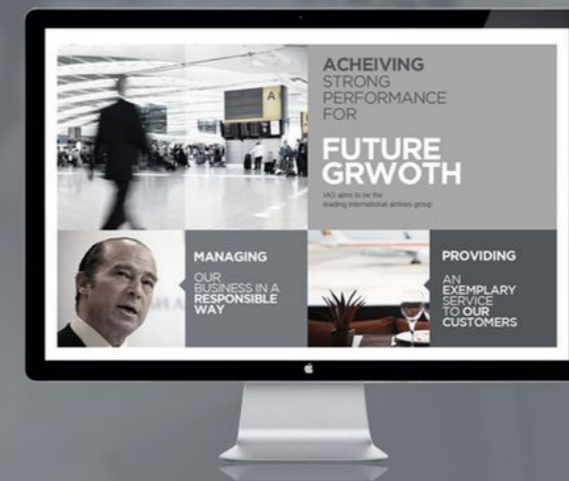 ACHEIVING
STRONG
PERFORMANCE
FOR
FUTURE
GRWOTH
VAG aims to be the
leading international airlines group
A
MANAGING
OUR
BUSINESS IN A
RESPONSIBLE
WAY
PROVIDING
AN
EXEMPLARY
SERVICE
TO OUR
CUSTOMERS